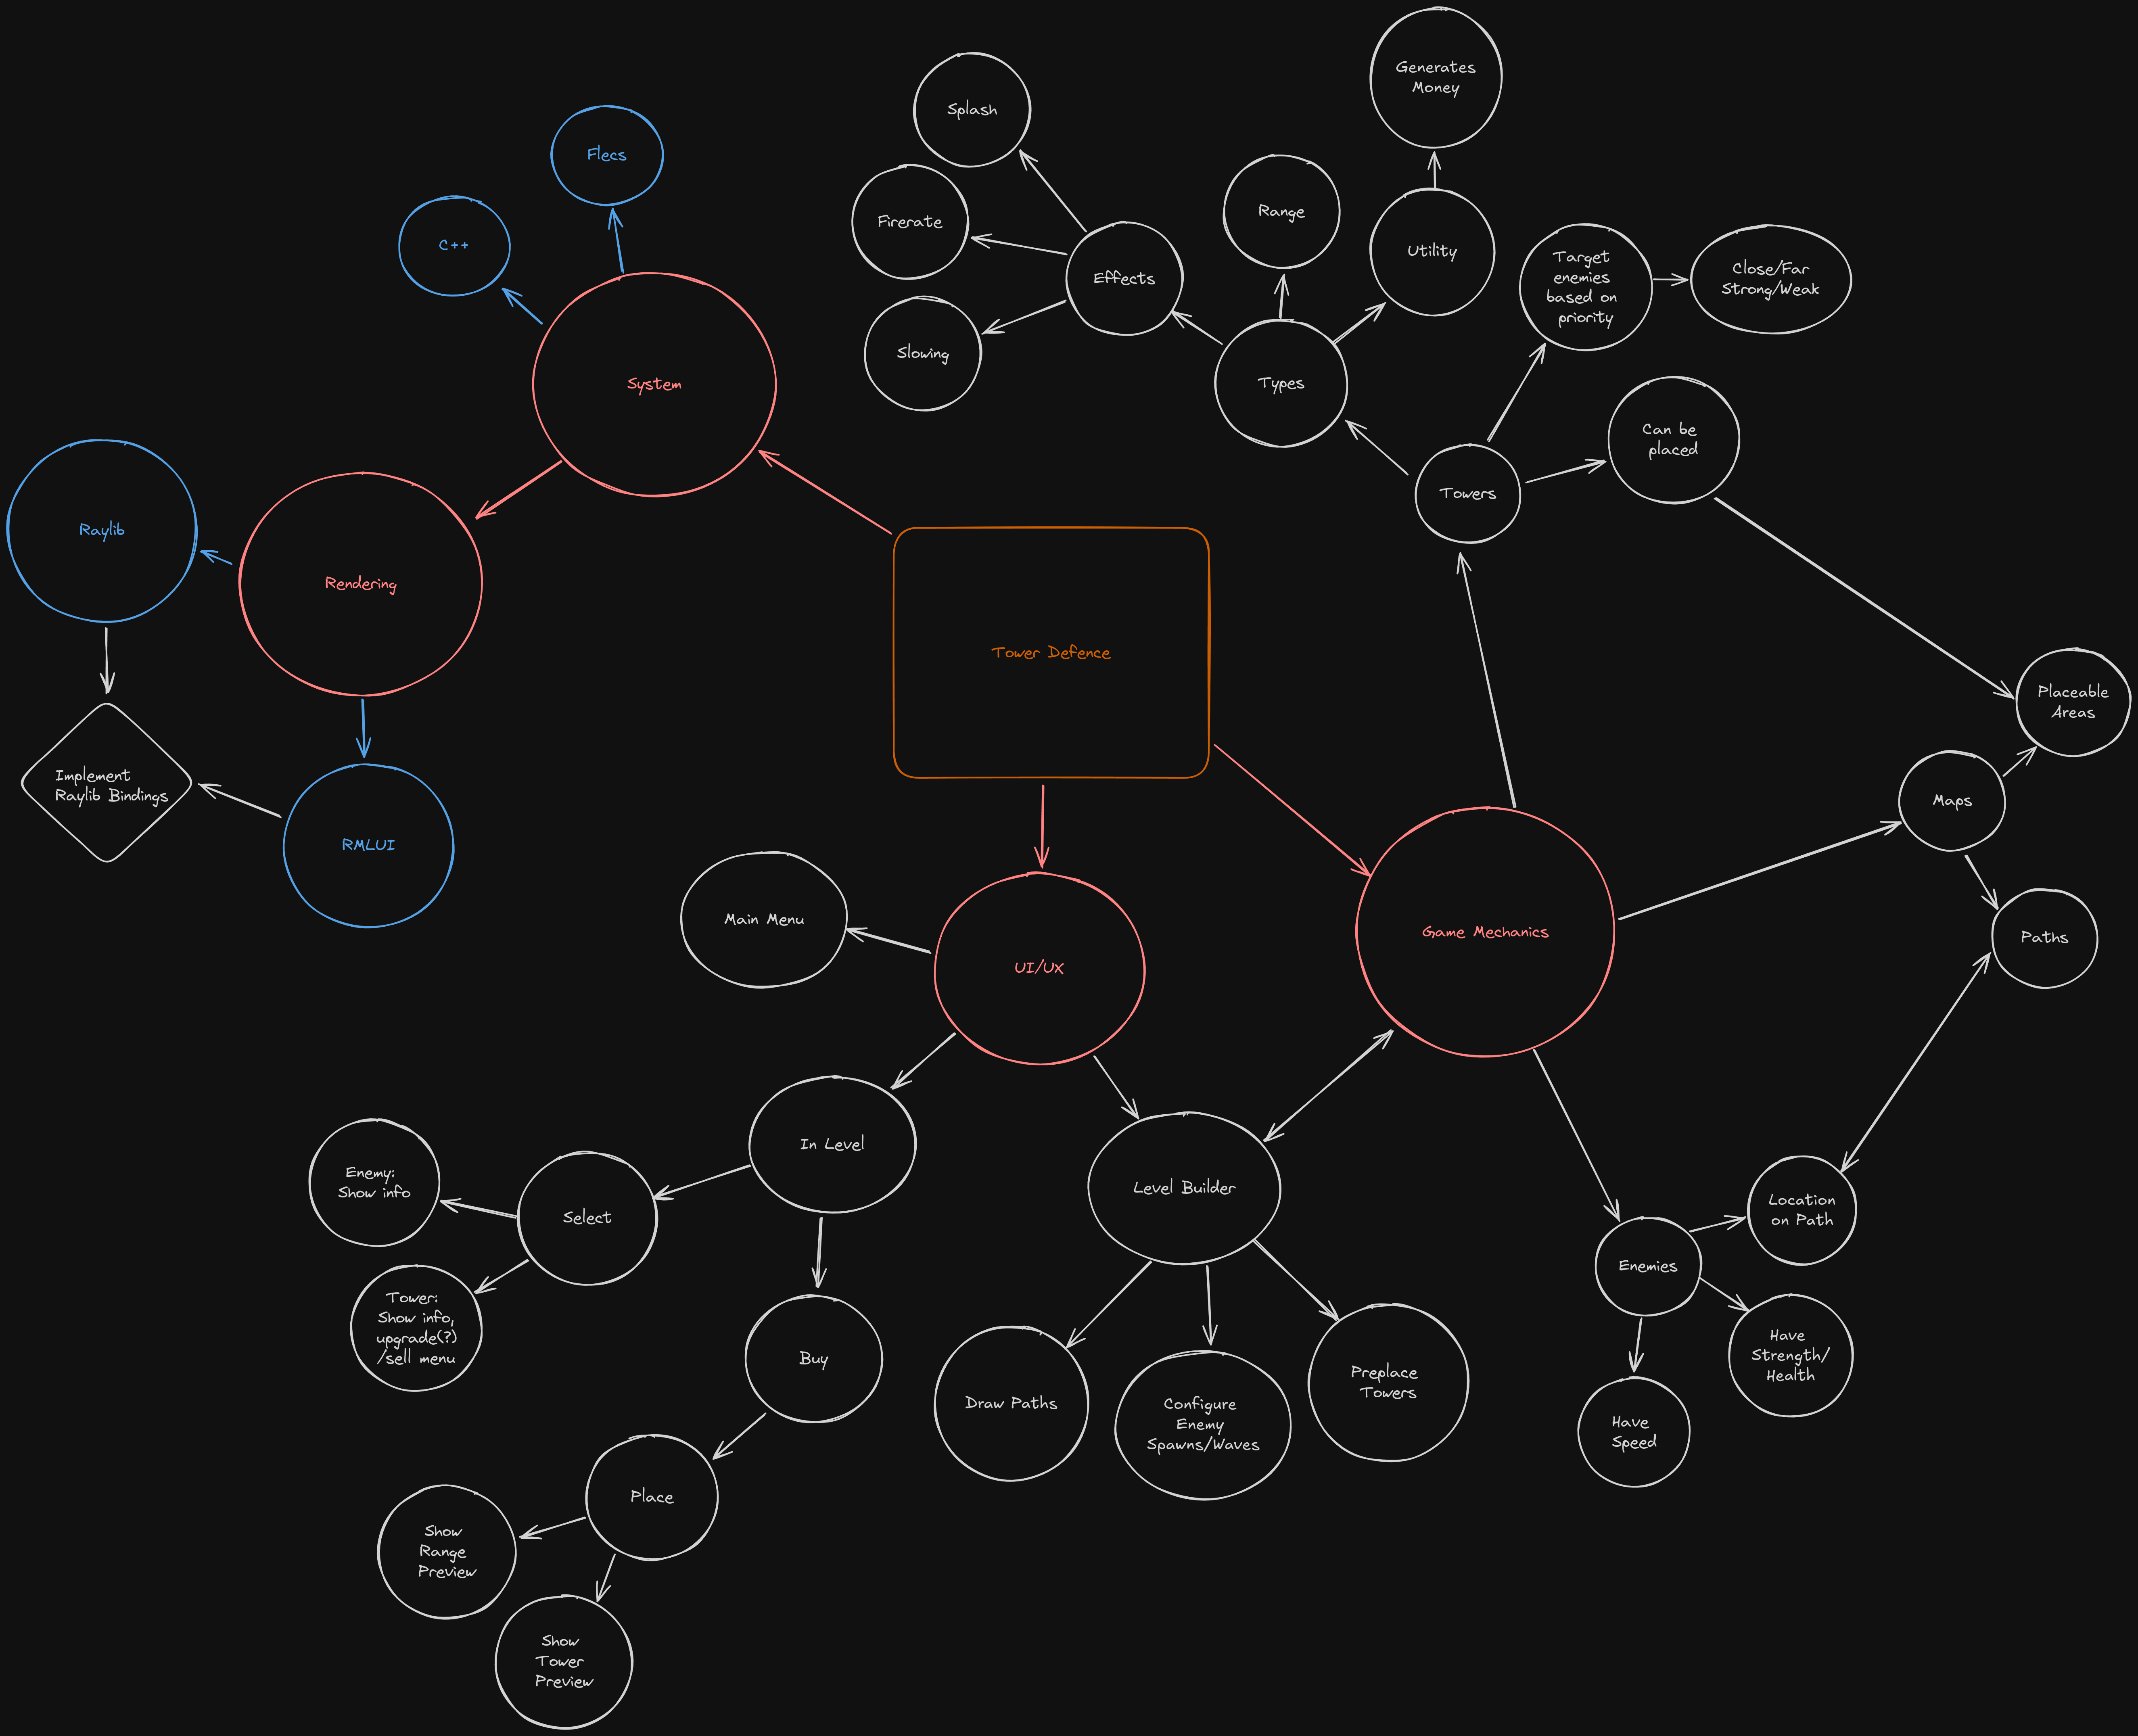 Generates
Money
Splash
Flecs
Firerate
Range
C++
Utility
Effects
Target
enemies
based on
priority
Close/Far
Strong/Weak
Slowing
System
Types
Can be
placed
Towers
Raylib
Rendering
Tower Defence
Placeable
Areas
Implement
Raylib Bindings
Maps
RMLUI
Main Menu
Game Mechanics
Paths
UI/UX
In Level
Enemy:
Show info
Select
Level Builder
Location
on Path
Enemies
Tower:
Show info,
upgrade(?)
/sell menu
Buy
Have
Strength/
Health
Preplace
Towers
Draw Paths
Configure
Enemy
Spawns/Waves
Have
Speed
Place
Show
Range
Preview
Show
Tower
Preview